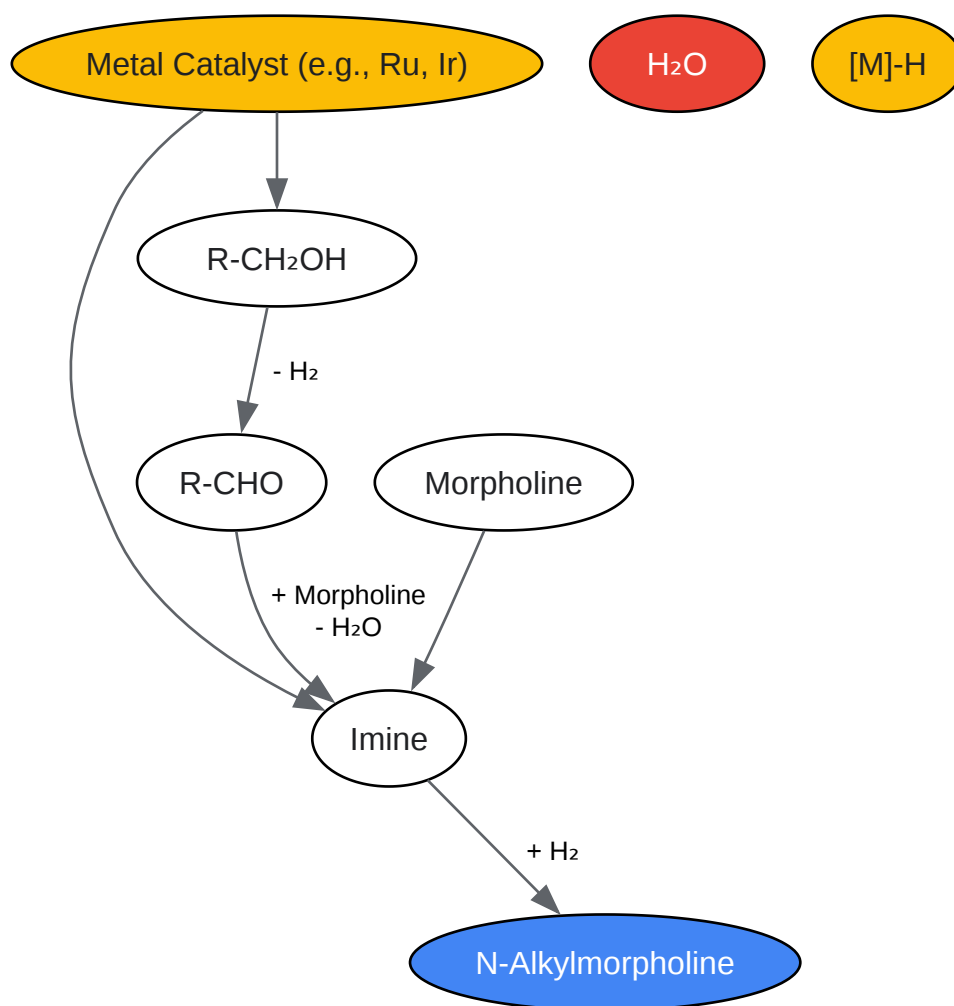 Metal Catalyst (e.g., Ru, Ir)
H₂O
[M]-H
R-CH₂OH
- H₂
R-CHO
Morpholine
+ Morpholine
- H₂O
Imine
+ H₂
N-Alkylmorpholine